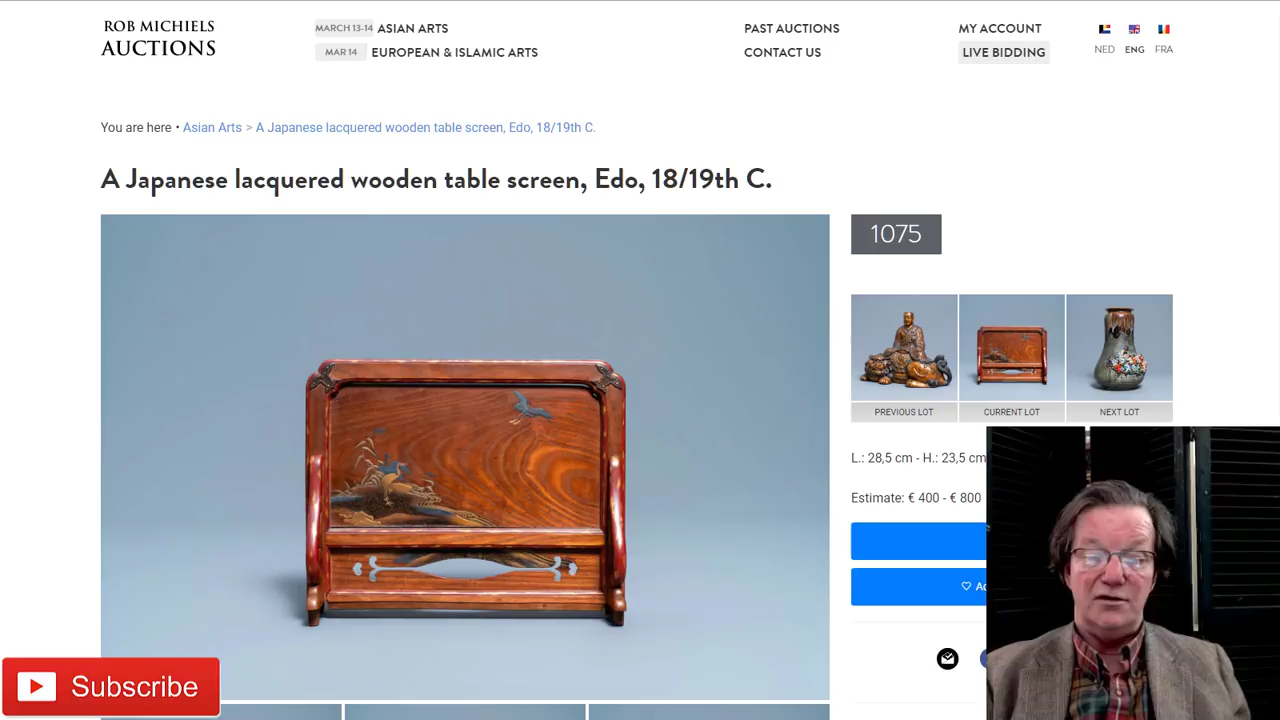 ROB MICHIELS
AUCTIONS
MARCH 13-14 ASIAN ARTS
MAR 14 EUROPEAN & ISLAMIC ARTS
PAST AUCTIONS
CONTACT US
MY ACCOUNT
LIVE BIDDING
NED ENG FRA
You are here • Asian Arts > A Japanese lacquered wooden table screen, Edo, 18/19th C.
A Japanese lacquered wooden table screen, Edo, 18/19th C.
1075
PREVIOUS LOT CURRENT LOT NEXT LOT
L.: 28,5 cm - H.: 23,5 cm
Estimate: € 400 - € 800
Subscribe